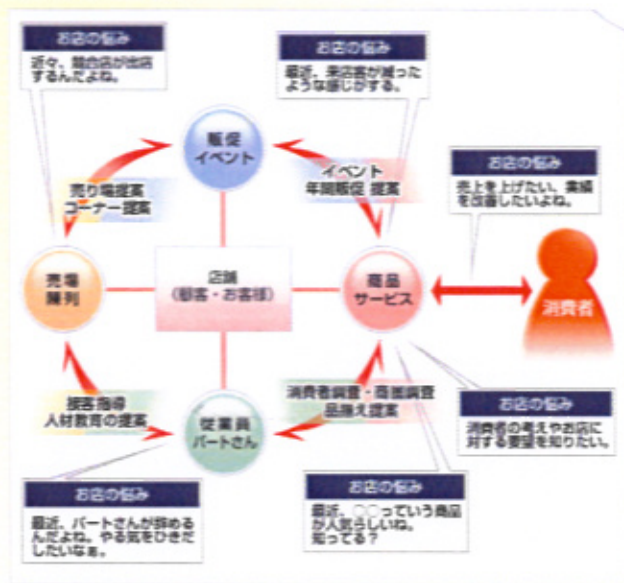 お店の悩み
近々、競合店が出店
するんだよね。
お店の悩み
最近、来店客が減った
ような感じがする。
販促
イベント
売り場提案
コーナー提案
イベント
年間販促 提案
お店の悩み
売上を上げたい、業績
を改善したいよね。
売場
陳列
店舗
(顧客・お客様)
商品
サービス
消費者
接客指導
人材教育の提案
従業員
パートさん
消費者調査・商圏調査
品揃え提案
お店の悩み
消費者の考えやお店に
対する要望を知りたい。
お店の悩み
最近、パートさんが辞める
んだよね。やる気をひきだ
したいなぁ。
お店の悩み
最近、○○っていう商品
が人気らしいね。
知ってる?